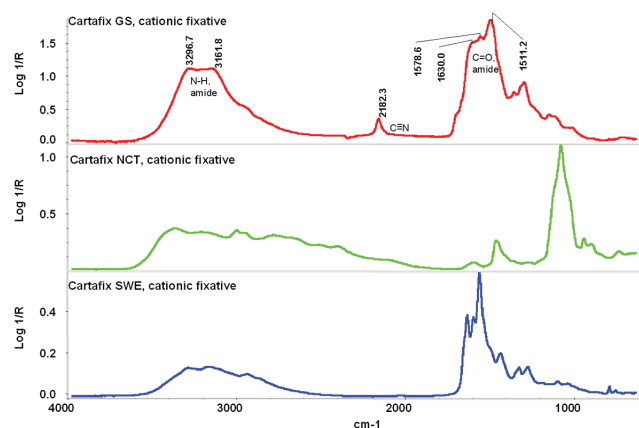 Cartafix GS, cationic fixative
Log 1/R
1.5
1.0
0.5
0.0
3296.7
3161.8
N-H,
amide
2182.3
C≡N
1578.6
1630.0
C=O,
amide
1511.2
Cartafix NCT, cationic fixative
Log 1/R
1.0
0.5
Cartafix SWE, cationic fixative
Log 1/R
0.4
0.2
0.0
4000
3000
2000
1000
cm-1